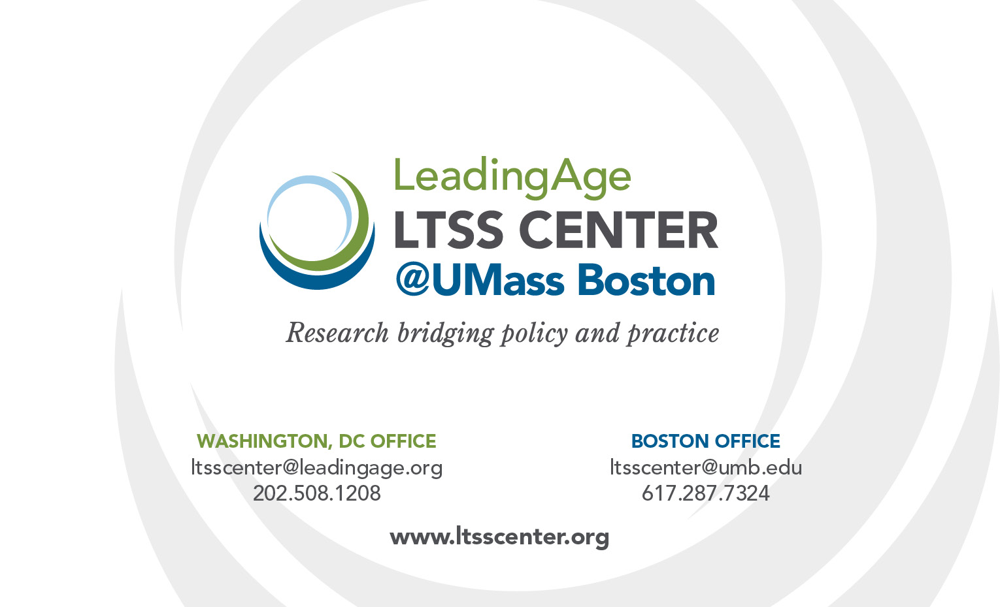 LeadingAge
LTSS CENTER
@UMass Boston
Research bridging policy and practice
WASHINGTON, DC OFFICE
ltsscenter@leadingage.org
202.508.1208
BOSTON OFFICE
ltsscenter@umb.edu
617.287.7324
www.ltsscenter.org